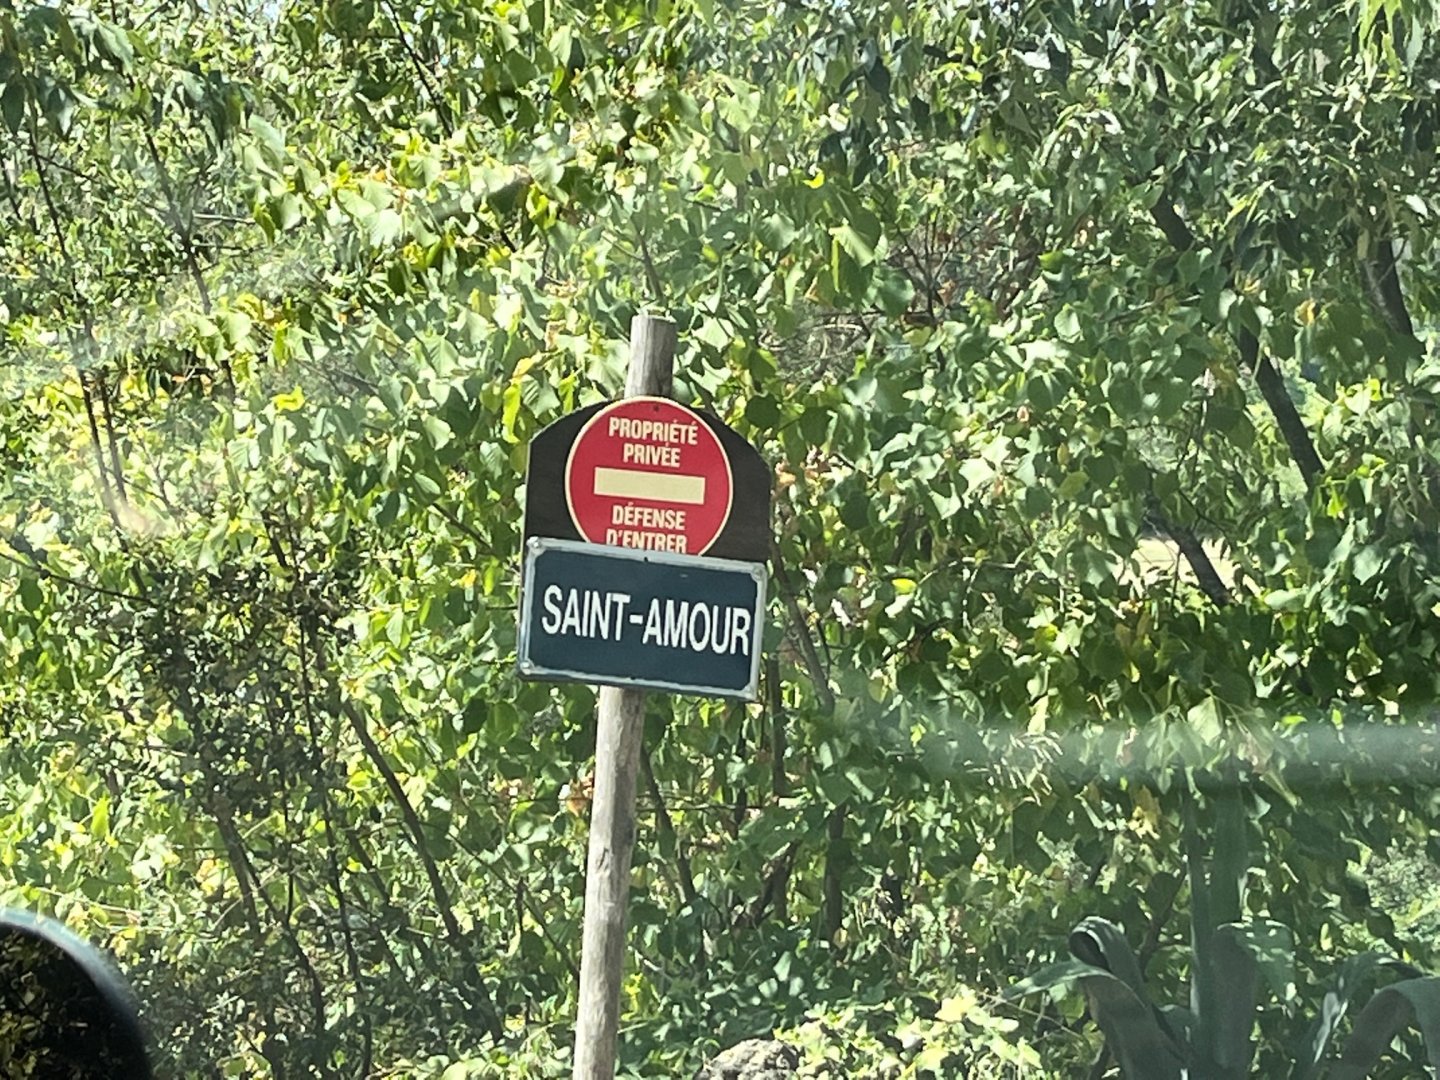 PROPRIÉTÉ
PRIVÉE
DÉFENSE
D'ENTRER
SAINT-AMOUR